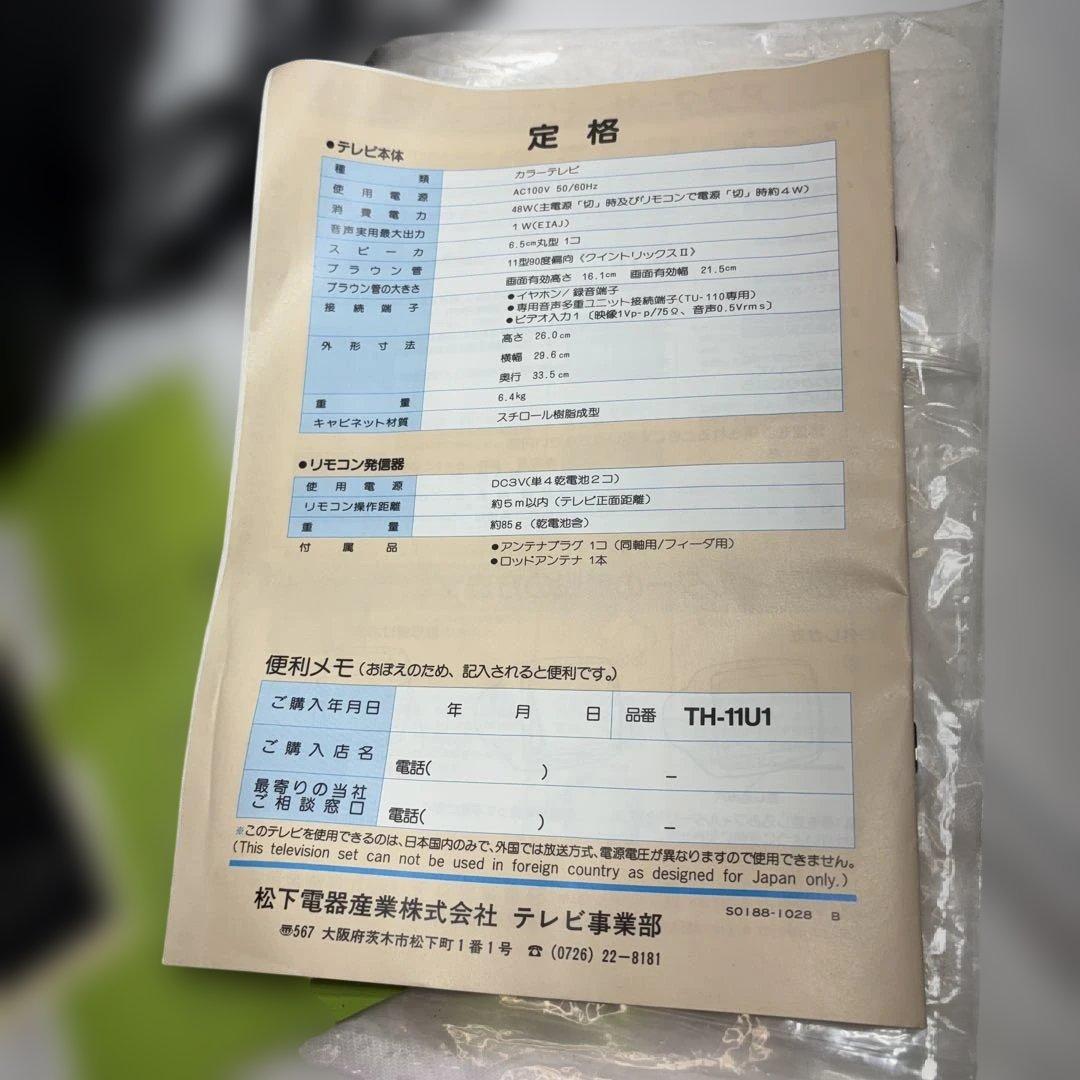 定格
●テレビ本体
種類 カラーテレビ
使用電源 AC100V 50/60Hz
消費電力 48W(主電源「切」時及びリモコンで電源「切」時約4W)
音声実用最大出力 1W(EIAJ)
スピーカ 6.5cm丸型 1コ
ブラウン管 11型90度偏向《クイントリックスⅡ》
ブラウン管の大きさ 画面有効高さ 16.1cm 画面有効幅 21.5cm
接続端子 ●イヤホン/録音端子
●専用音声多重ユニット接続端子(TU-110専用)
●ビデオ入力1〔映像1Vp-p/75Ω、音声0.5Vrms〕
外形寸法 高さ 26.0cm
横幅 29.6cm
奥行 33.5cm
重量 6.4kg
キャビネット材質 スチロール樹脂成型
●リモコン発信器
使用電源 DC3V(単4乾電池2コ)
リモコン操作距離 約5m以内(テレビ正面距離)
重量 約85g(乾電池含)
付属品 ●アンテナプラグ 1コ(同軸用/フィーダ用)
●ロッドアンテナ 1本
便利メモ(おぼえのため、記入されると便利です。)
ご購入年月日 年 月 日 品番 TH-11U1
ご購入店名 電話( ) –
最寄りの当社
ご相談窓口 電話( ) –
※このテレビを使用できるのは、日本国内のみで、外国では放送方式、電源電圧が異なりますので使用できません。
(This television set can not be used in foreign country as designed for Japan only.)
松下電器産業株式会社 テレビ事業部
S0188-1028 B
〠567 大阪府茨木市松下町1番1号 ☎(0726)22-8181